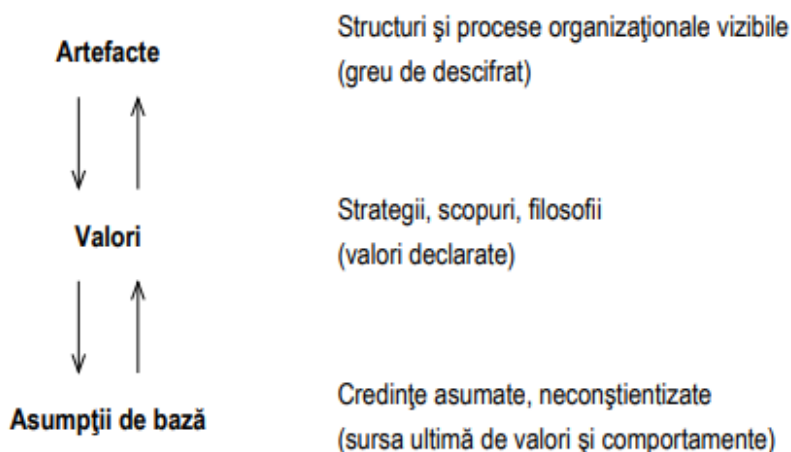 Artefacte
Structuri şi procese organizaţionale vizibile
(greu de descifrat)
Valori
Strategii, scopuri, filosofii
(valori declarate)
Asumpţii de bază
Credinţe asumate, neconştientizate
(sursa ultimă de valori şi comportamente)